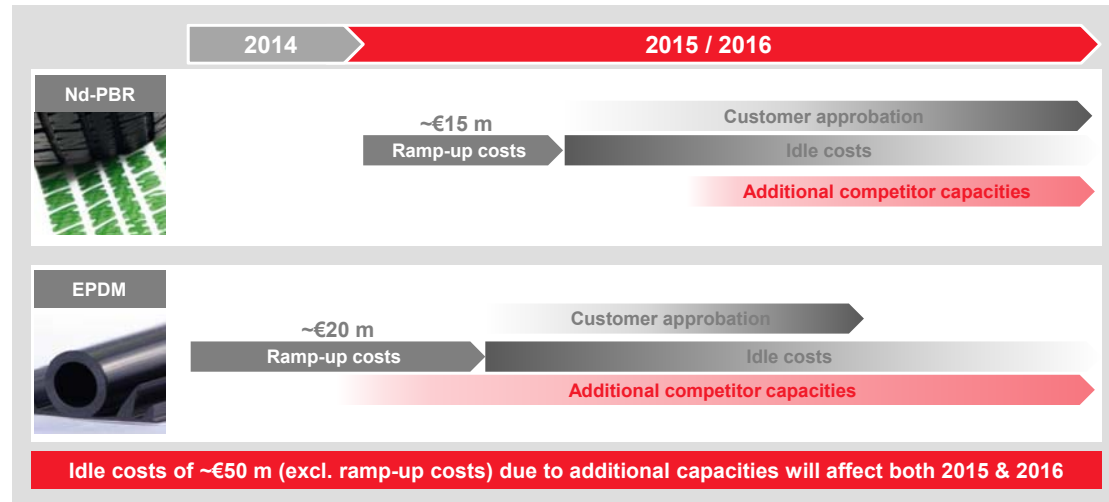 2014
2015 / 2016
Nd-PBR
Customer approbation
~€15 m
Ramp-up costs
Idle costs
Additional competitor capacities
EPDM
Customer approbation
~€20 m
Ramp-up costs
Idle costs
Additional competitor capacities
Idle costs of ~€50 m (excl. ramp-up costs) due to additional capacities will affect both 2015 & 2016